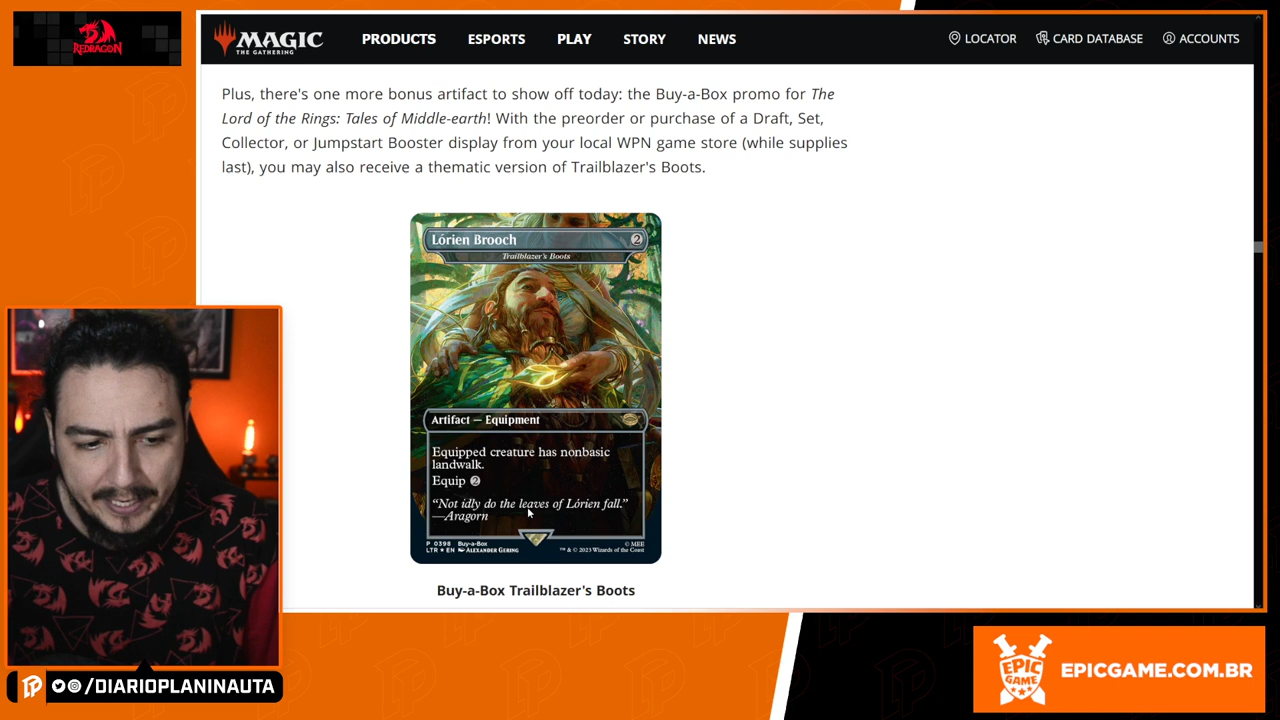 REDRAGON
MAGIC
THE GATHERING
PRODUCTS ESPORTS PLAY STORY NEWS
LOCATOR CARD DATABASE ACCOUNTS
Plus, there's one more bonus artifact to show off today: the Buy-a-Box promo for The
Lord of the Rings: Tales of Middle-earth! With the preorder or purchase of a Draft, Set,
Collector, or Jumpstart Booster display from your local WPN game store (while supplies
last), you may also receive a thematic version of Trailblazer's Boots.
Lórien Brooch 2
Trailblazer's Boots
Artifact — Equipment
Equipped creature has nonbasic
landwalk.
Equip 2
"Not idly do the leaves of Lórien fall."
—Aragorn
P 0398 Buy-a-Box
LTR ★ EN ALEXANDER GERING
© MEE
™ & © 2023 Wizards of the Coast
Buy-a-Box Trailblazer's Boots
/DIARIOPLANINAUTA
EPIC
GAME
EPICGAME.COM.BR